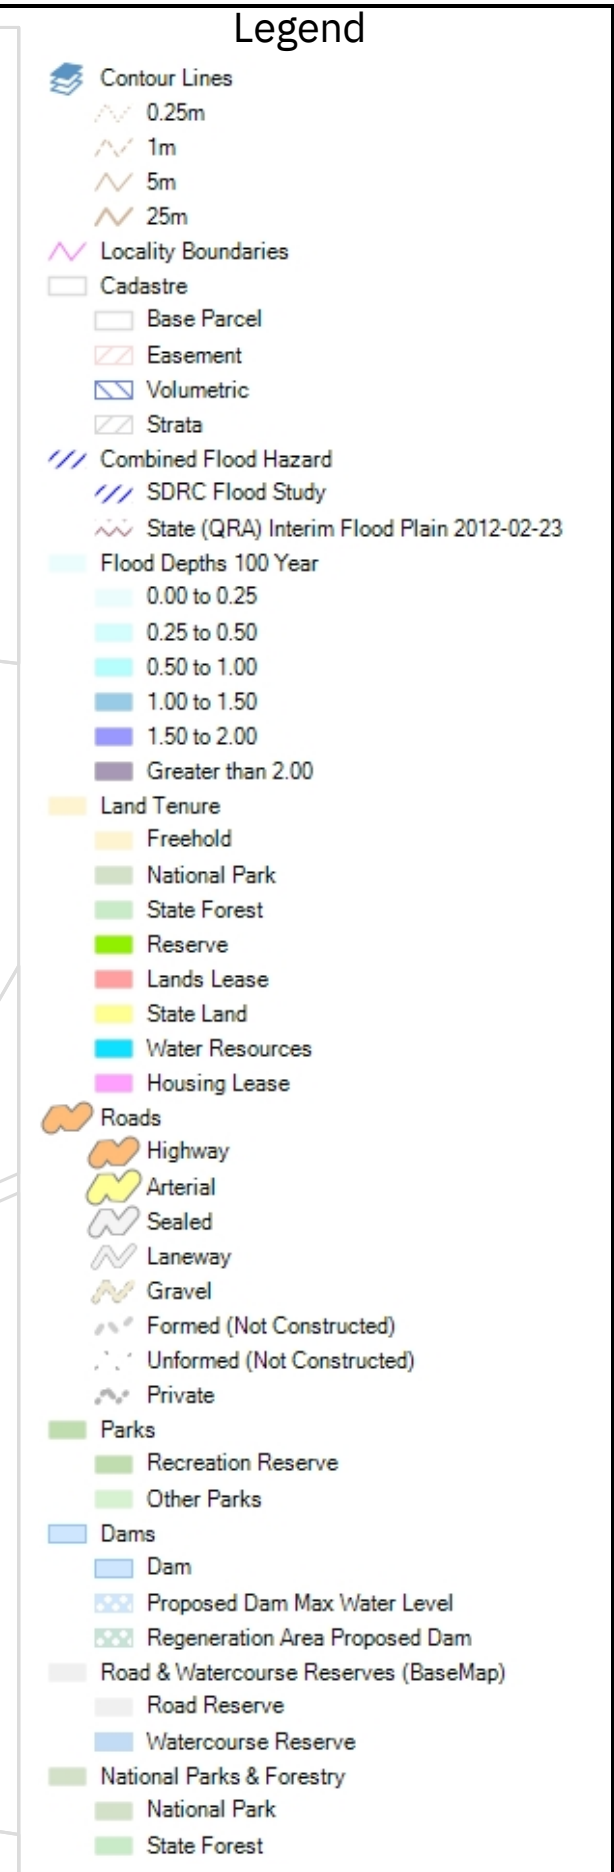 Legend
Contour Lines
0.25m
1m
5m
25m
Locality Boundaries
Cadastre
Base Parcel
Easement
Volumetric
Strata
Combined Flood Hazard
SDRC Flood Study
State (QRA) Interim Flood Plain 2012-02-23
Flood Depths 100 Year
0.00 to 0.25
0.25 to 0.50
0.50 to 1.00
1.00 to 1.50
1.50 to 2.00
Greater than 2.00
Land Tenure
Freehold
National Park
State Forest
Reserve
Lands Lease
State Land
Water Resources
Housing Lease
Roads
Highway
Arterial
Sealed
Laneway
Gravel
Formed (Not Constructed)
Unformed (Not Constructed)
Private
Parks
Recreation Reserve
Other Parks
Dams
Dam
Proposed Dam Max Water Level
Regeneration Area Proposed Dam
Road & Watercourse Reserves (BaseMap)
Road Reserve
Watercourse Reserve
National Parks & Forestry
National Park
State Forest